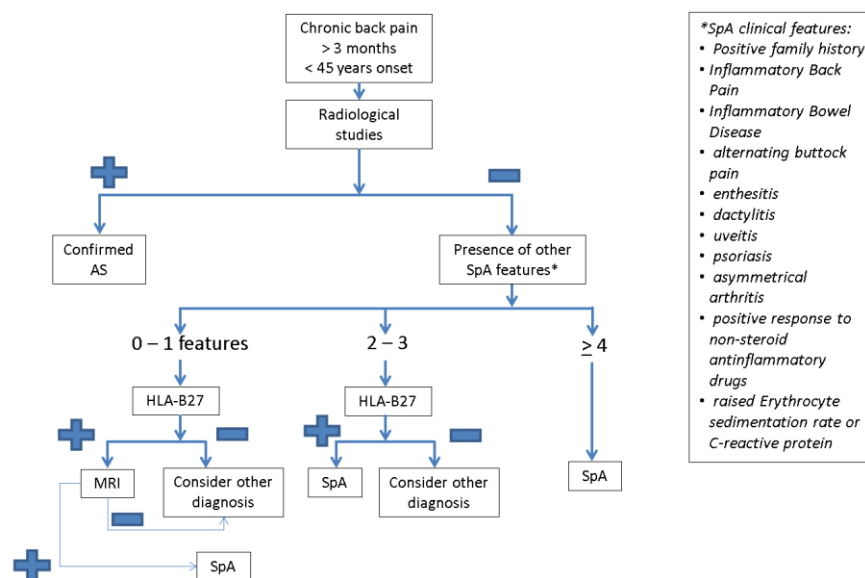 Chronic back pain
> 3 months
< 45 years onset
Radiological
studies
Confirmed
AS
Presence of other
SpA features*
0 – 1 features
2 – 3
≥ 4
HLA-B27
HLA-B27
MRI
Consider other
diagnosis
SpA
Consider other
diagnosis
SpA
SpA
*SpA clinical features:
• Positive family history
• Inflammatory Back
Pain
• Inflammatory Bowel
Disease
• alternating buttock
pain
• enthesitis
• dactylitis
• uveitis
• psoriasis
• asymmetrical
arthritis
• positive response to
non-steroid
antinflammatory
drugs
• raised Erythrocyte
sedimentation rate or
C-reactive protein